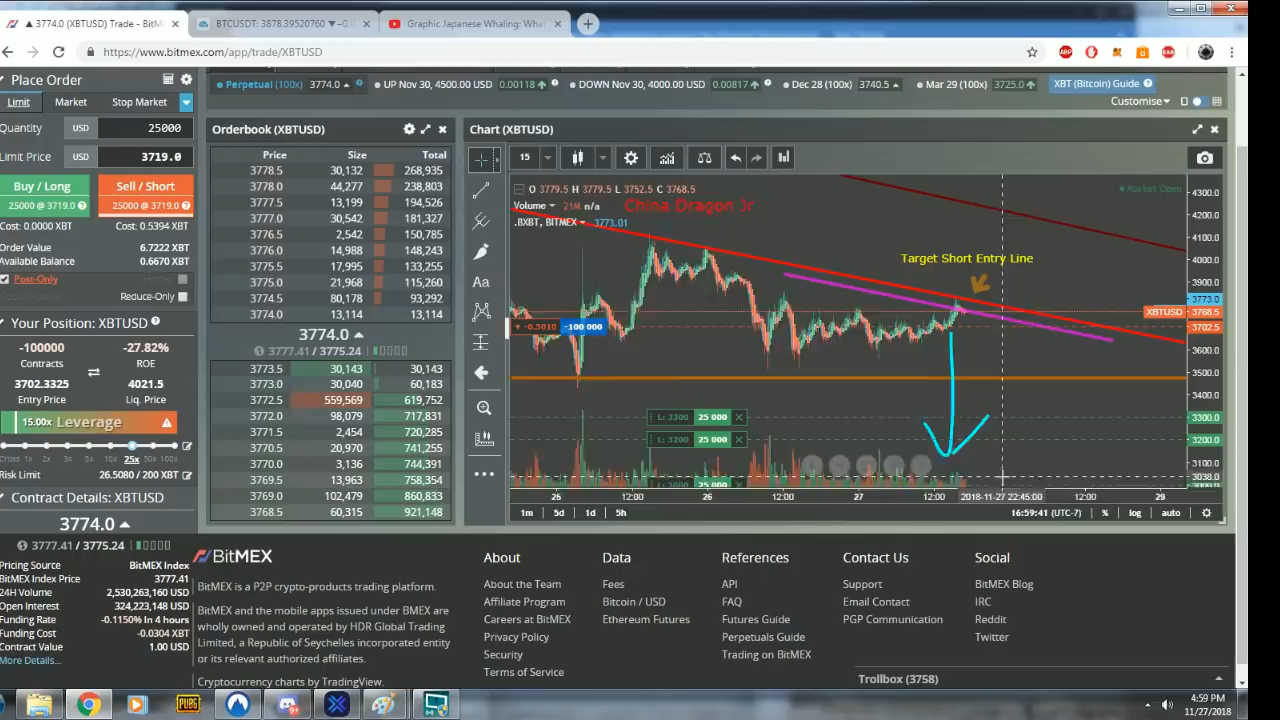 ▲ 3774.0 (XBTUSD) Trade - BitM
BTCUSDT: 3878.39520760 ▼−0.
Graphic Japanese Whaling: Wha
https://www.bitmex.com/app/trade/XBTUSD
Place Order
Perpetual (100x) 3774.0
UP Nov 30, 4500.00 USD 0.00118
DOWN Nov 30, 4000.00 USD 0.00817
Dec 28 (100x) 3740.5
Mar 29 (100x) 3725.0
XBT (Bitcoin) Guide
Customise
Limit Market Stop Market
Quantity USD 25000
Limit Price USD 3719.0
Buy / Long
25000 @ 3719.0
Sell / Short
25000 @ 3719.0
Cost: 0.0000 XBT Cost: 0.5394 XBT
Order Value 6.7222 XBT
Available Balance 0.6670 XBT
Post-Only
Reduce-Only
Your Position: XBTUSD
-100000 -27.82%
Contracts ROE
3702.3325 4021.5
Entry Price Liq. Price
15.00x Leverage
Cross 1x 2x 3x 5x 10x 25x 50x 100x
Risk Limit 26.5080 / 200 XBT
Contract Details: XBTUSD
3774.0
3777.41 / 3775.24
Pricing Source BitMEX Index
BitMEX Index Price 3777.41
24H Volume 2,530,263,160 USD
Open Interest 324,223,148 USD
Funding Rate -0.1150% In 4 hours
Funding Cost -0.0304 XBT
Contract Value 1.00 USD
More Details...
Orderbook (XBTUSD)
Price Size Total
3778.5 30,132 268,935
3778.0 44,277 238,803
3777.5 13,199 194,526
3777.0 30,542 181,327
3776.5 2,542 150,785
3776.0 14,988 148,243
3775.5 17,995 133,255
3775.0 21,968 115,260
3774.5 80,178 93,292
3774.0 13,114 13,114
3774.0
3777.41 / 3775.24
3773.5 30,143 30,143
3773.0 30,040 60,183
3772.5 559,569 619,752
3772.0 98,079 717,831
3771.5 2,454 720,285
3770.5 20,970 741,255
3770.0 3,136 744,391
3769.5 13,963 758,354
3769.0 102,479 860,833
3768.5 60,315 921,148
Chart (XBTUSD)
15
O 3779.5 H 3779.5 L 3752.5 C 3768.5
Market Open
Volume 21M n/a
China Dragon Jr
.BXBT, BITMEX 3773.01
Target Short Entry Line
Aa
−0.5010 −100 000
L: 3300 25 000
L: 3200 25 000
25 000
4300.0
4200.0
4100.0
4000.0
3900.0
3773.0
XBTUSD 3768.5
3702.5
3600.0
3500.0
3400.0
3300.0
3200.0
3100.0
3038.0
25 12:00 26 12:00 27 12:00 2018-11-27 22:45:00 12:00 29
1m 5d 1d 5h 16:59:41 (UTC-7) % log auto
BitMEX
BitMEX is a P2P crypto-products trading platform.
BitMEX and the mobile apps issued under BMEX are
wholly owned and operated by HDR Global Trading
Limited, a Republic of Seychelles incorporated entity
or its relevant authorized affiliates.
Cryptocurrency charts by TradingView.
About
About the Team
Affiliate Program
Careers at BitMEX
Privacy Policy
Security
Terms of Service
Data
Fees
Bitcoin / USD
Ethereum Futures
References
API
FAQ
Futures Guide
Perpetuals Guide
Trading on BitMEX
Contact Us
Support
Email Contact
PGP Communication
Social
BitMEX Blog
IRC
Reddit
Twitter
Trollbox (3758)
PUBG
4:59 PM
11/27/2018